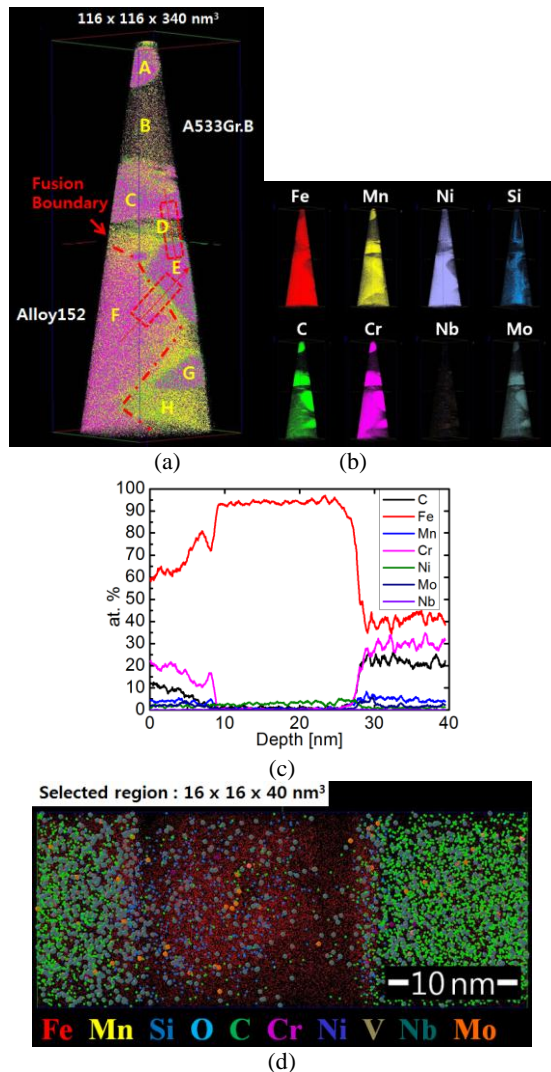 116 x 116 x 340 nm³
A
B
A533Gr.B
C
Fusion
Boundary
D
E
Alloy152
F
G
H
(a)
Fe Mn Ni Si
C Cr Nb Mo
(b)
100
90
80
70
60
50
40
30
20
10
0
at. %
C
Fe
Mn
Cr
Ni
Mo
Nb
0 10 20 30 40
Depth [nm]
(c)
Selected region : 16 x 16 x 40 nm³
10 nm
Fe Mn Si O C Cr Ni V Nb Mo
(d)